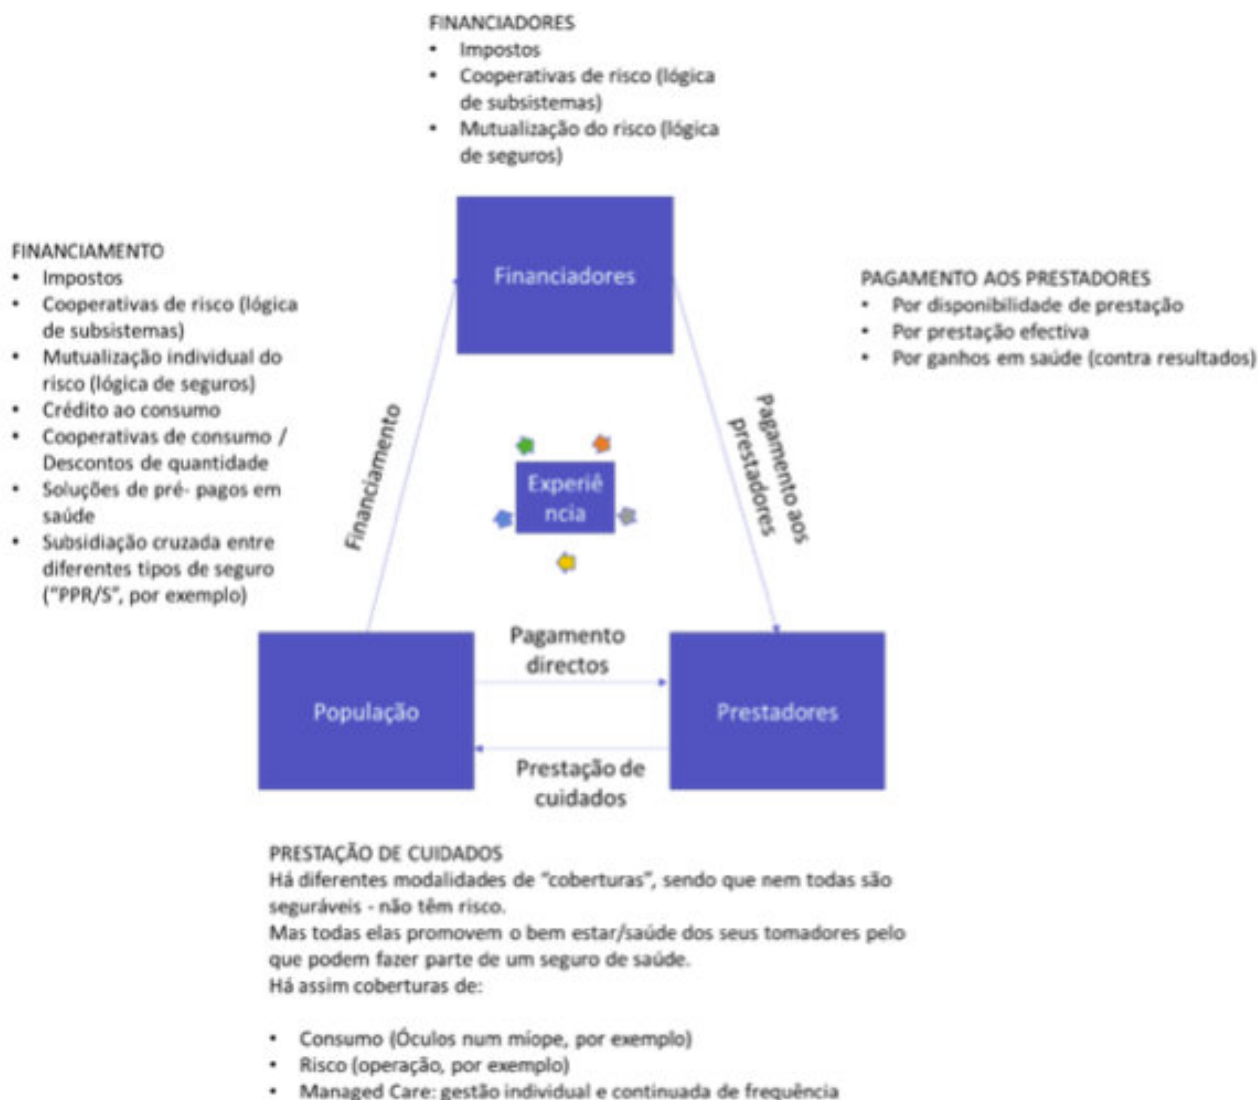 FINANCIADORES
• Impostos
• Cooperativas de risco (lógica
de subsistemas)
• Mutualização do risco (lógica
de seguros)
FINANCIAMENTO
• Impostos
• Cooperativas de risco (lógica
de subsistemas)
• Mutualização individual do
risco (lógica de seguros)
• Crédito ao consumo
• Cooperativas de consumo /
Descontos de quantidade
• Soluções de pré- pagos em
saúde
• Subsidiação cruzada entre
diferentes tipos de seguro
("PPR/S", por exemplo)
Financiadores
PAGAMENTO AOS PRESTADORES
• Por disponibilidade de prestação
• Por prestação efectiva
• Por ganhos em saúde (contra resultados)
Financiamento
Experiê
ncia
Pagamento aos
prestadores
População
Pagamento
directos
Prestação de
cuidados
Prestadores
PRESTAÇÃO DE CUIDADOS
Há diferentes modalidades de "coberturas", sendo que nem todas são
seguráveis - não têm risco.
Mas todas elas promovem o bem estar/saúde dos seus tomadores pelo
que podem fazer parte de um seguro de saúde.
Há assim coberturas de:
• Consumo (Óculos num míope, por exemplo)
• Risco (operação, por exemplo)
• Managed Care: gestão individual e continuada de frequência